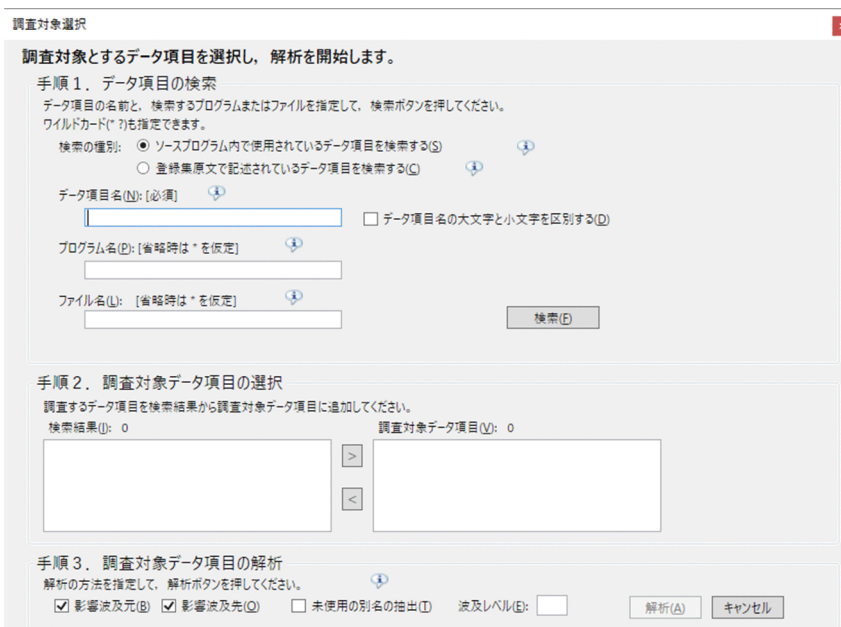 調査対象選択
調査対象とするデータ項目を選択し，解析を開始します。
手順１．データ項目の検索
データ項目の名前と，検索するプログラムまたはファイルを指定して，検索ボタンを押してください。
ワイルドカード(* ?)も指定できます。
検索の種別: ソースプログラム内で使用されているデータ項目を検索する(S)
登録集原文で記述されているデータ項目を検索する(C)
データ項目名(N): [必須]
データ項目名の大文字と小文字を区別する(D)
プログラム名(P): [省略時は * を仮定]
ファイル名(L): [省略時は * を仮定]
検索(F)
手順２．調査対象データ項目の選択
調査するデータ項目を検索結果から調査対象データ項目に追加してください。
検索結果(I): 0 調査対象データ項目(V): 0
>
<
手順３．調査対象データ項目の解析
解析の方法を指定して，解析ボタンを押してください。
影響波及元(B) 影響波及先(O) 未使用の別名の抽出(T) 波及レベル(E): 解析(A) キャンセル